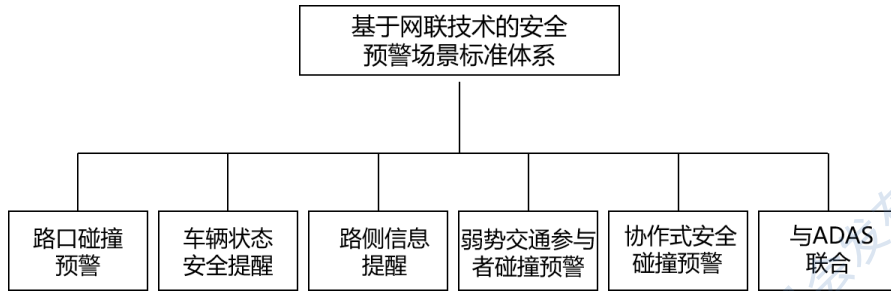 基于网联技术的安全
预警场景标准体系
路口碰撞
预警
车辆状态
安全提醒
路侧信息
提醒
弱势交通参与
者碰撞预警
协作式安全
碰撞预警
与ADAS
联合